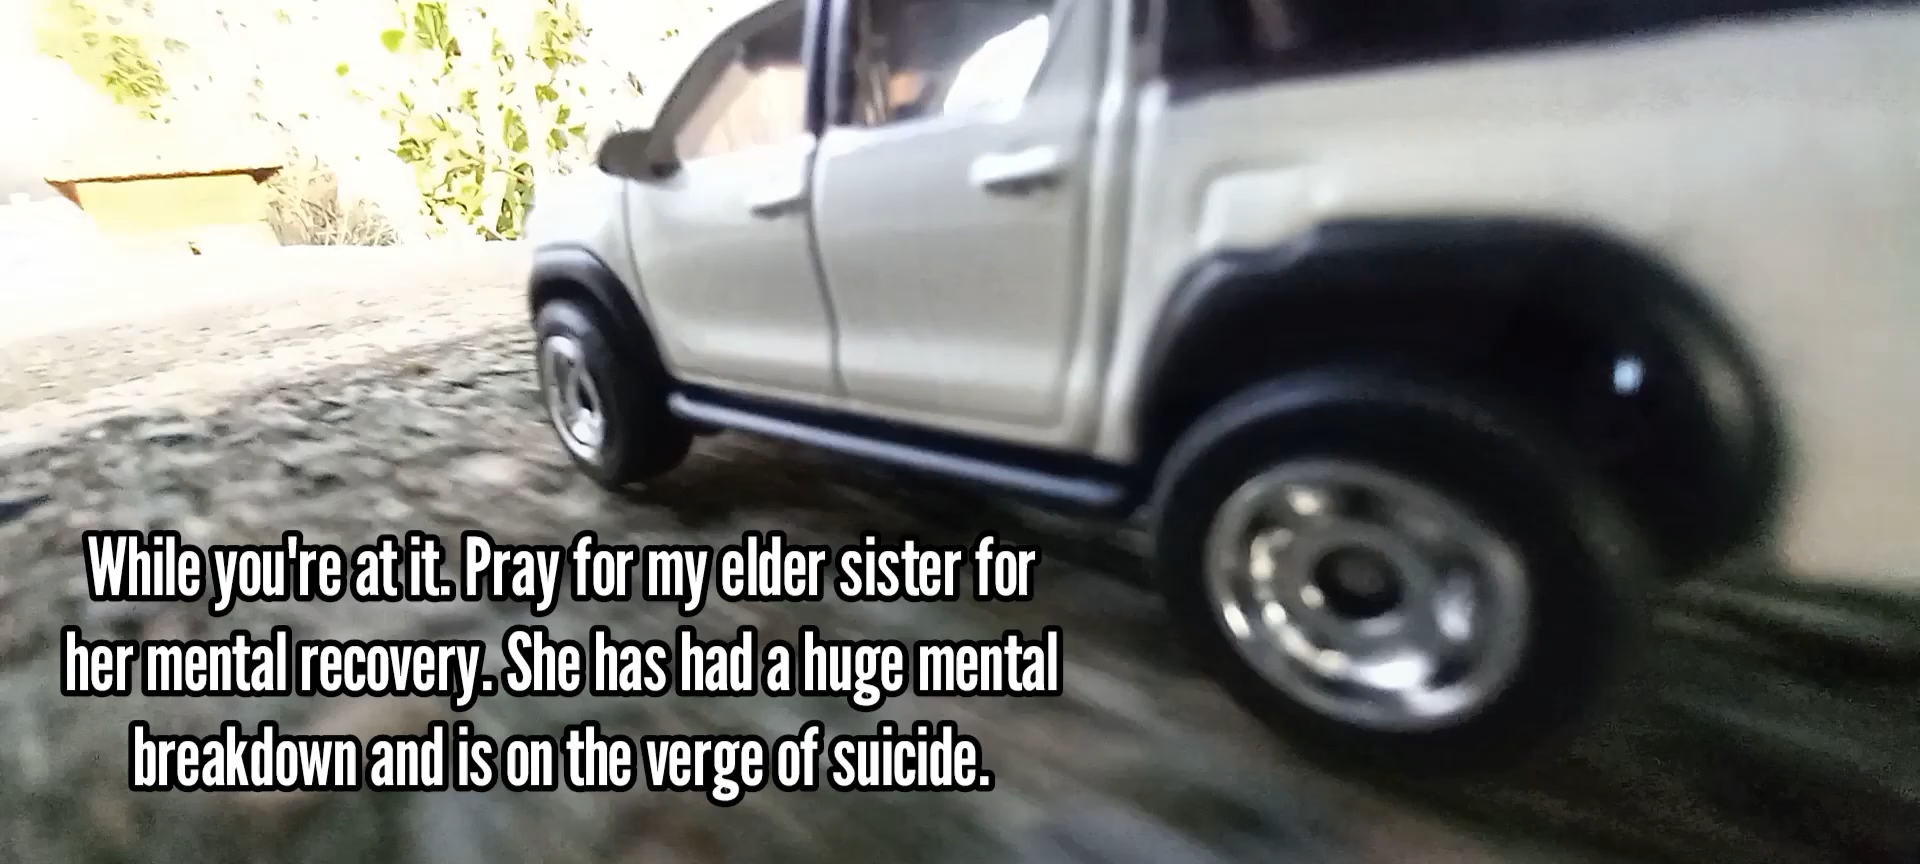 While you're at it. Pray for my elder sister for
her mental recovery. She has had a huge mental
breakdown and is on the verge of suicide.